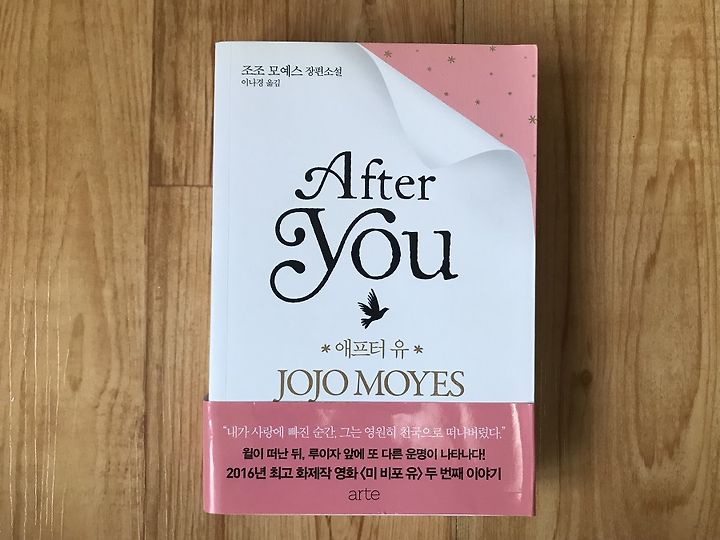 조조 모예스 장편소설
이나경 옮김
After
you
*애프터 유*
JOJO MOYES
“내가 사랑에 빠진 순간, 그는 영원히 천국으로 떠나버렸다.”
윌이 떠난 뒤, 루이자 앞에 또 다른 운명이 나타나다!
2016년 최고 화제작 영화 〈미 비포 유〉 두 번째 이야기
arte